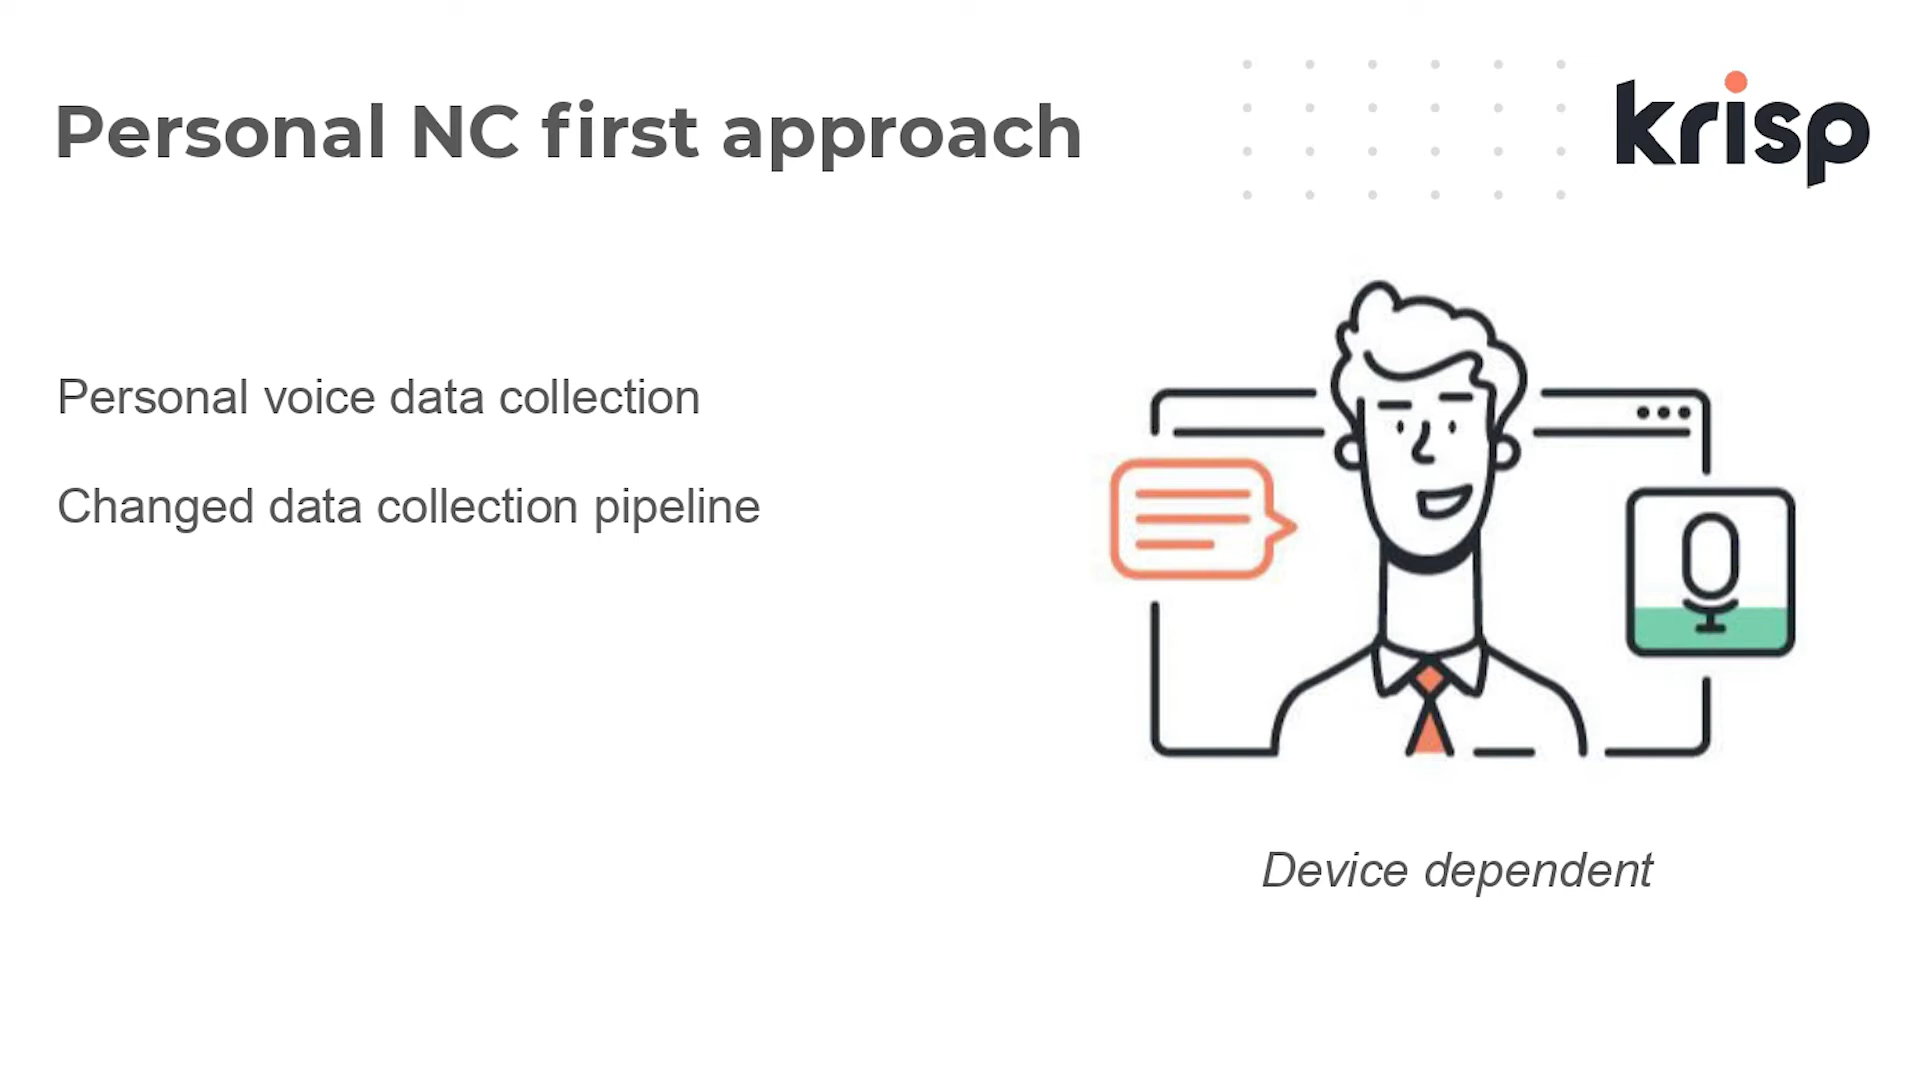 Personal NC first approach
krisp
Personal voice data collection
Changed data collection pipeline
Device dependent